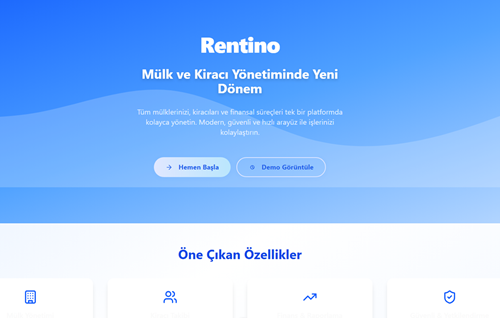 Rentino
Mülk ve Kiracı Yönetiminde Yeni
Dönem
Tüm mülklerinizi, kiracıları ve finansal süreçleri tek bir platformda
kolayca yönetin. Modern, güvenli ve hızlı arayüz ile işlerinizi
kolaylaştırın.
Hemen Başla
Demo Görüntüle
Öne Çıkan Özellikler